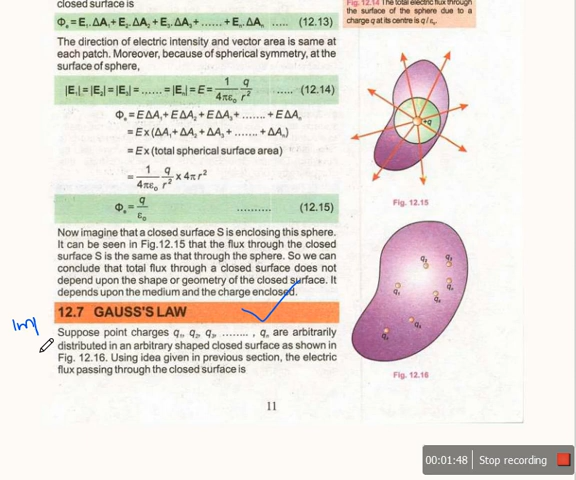 closed surface is
Φe = E₁.ΔA₁ + E₂.ΔA₂ + E₃.ΔA₃ + ...... + Eₙ.ΔAₙ (12.13)
The direction of electric intensity and vector area is same
at each patch. Moreover, because of spherical symmetry, at the
surface of sphere,
|E₁| = |E₂| = |E₃| = ...... = |Eₙ| = E = 1/4πε₀ q/r² ..... (12.14)
Φe = EΔA₁ + EΔA₂ + EΔA₃ + ....... + EΔAₙ
= E x (ΔA₁ + ΔA₂ + ΔA₃ + ....... + ΔAₙ)
= E x (total spherical surface area)
= 1/4πε₀ q/r² x 4πr²
Φe = q/ε₀ .......... (12.15)
Now imagine that a closed surface S is enclosing this sphere.
It can be seen in Fig.12.15 that the flux through the closed
surface S is the same as that through the sphere. So we can
conclude that total flux through a closed surface does not
depend upon the shape or geometry of the closed surface. It
depends upon the medium and the charge enclosed.
12.7 GAUSS'S LAW
Imp
Suppose point charges q₁, q₂, q₃, ........ , qₙ are arbitrarily
distributed in an arbitrary shaped closed surface as shown in
Fig. 12.16. Using idea given in previous section, the electric
flux passing through the closed surface is
11
Fig. 12.14 The total electric flux through
the surface of the sphere due to a
charge q at its centre is q / ε₀.
+q
Fig. 12.15
Fig. 12.16
00:01:48 Stop recording